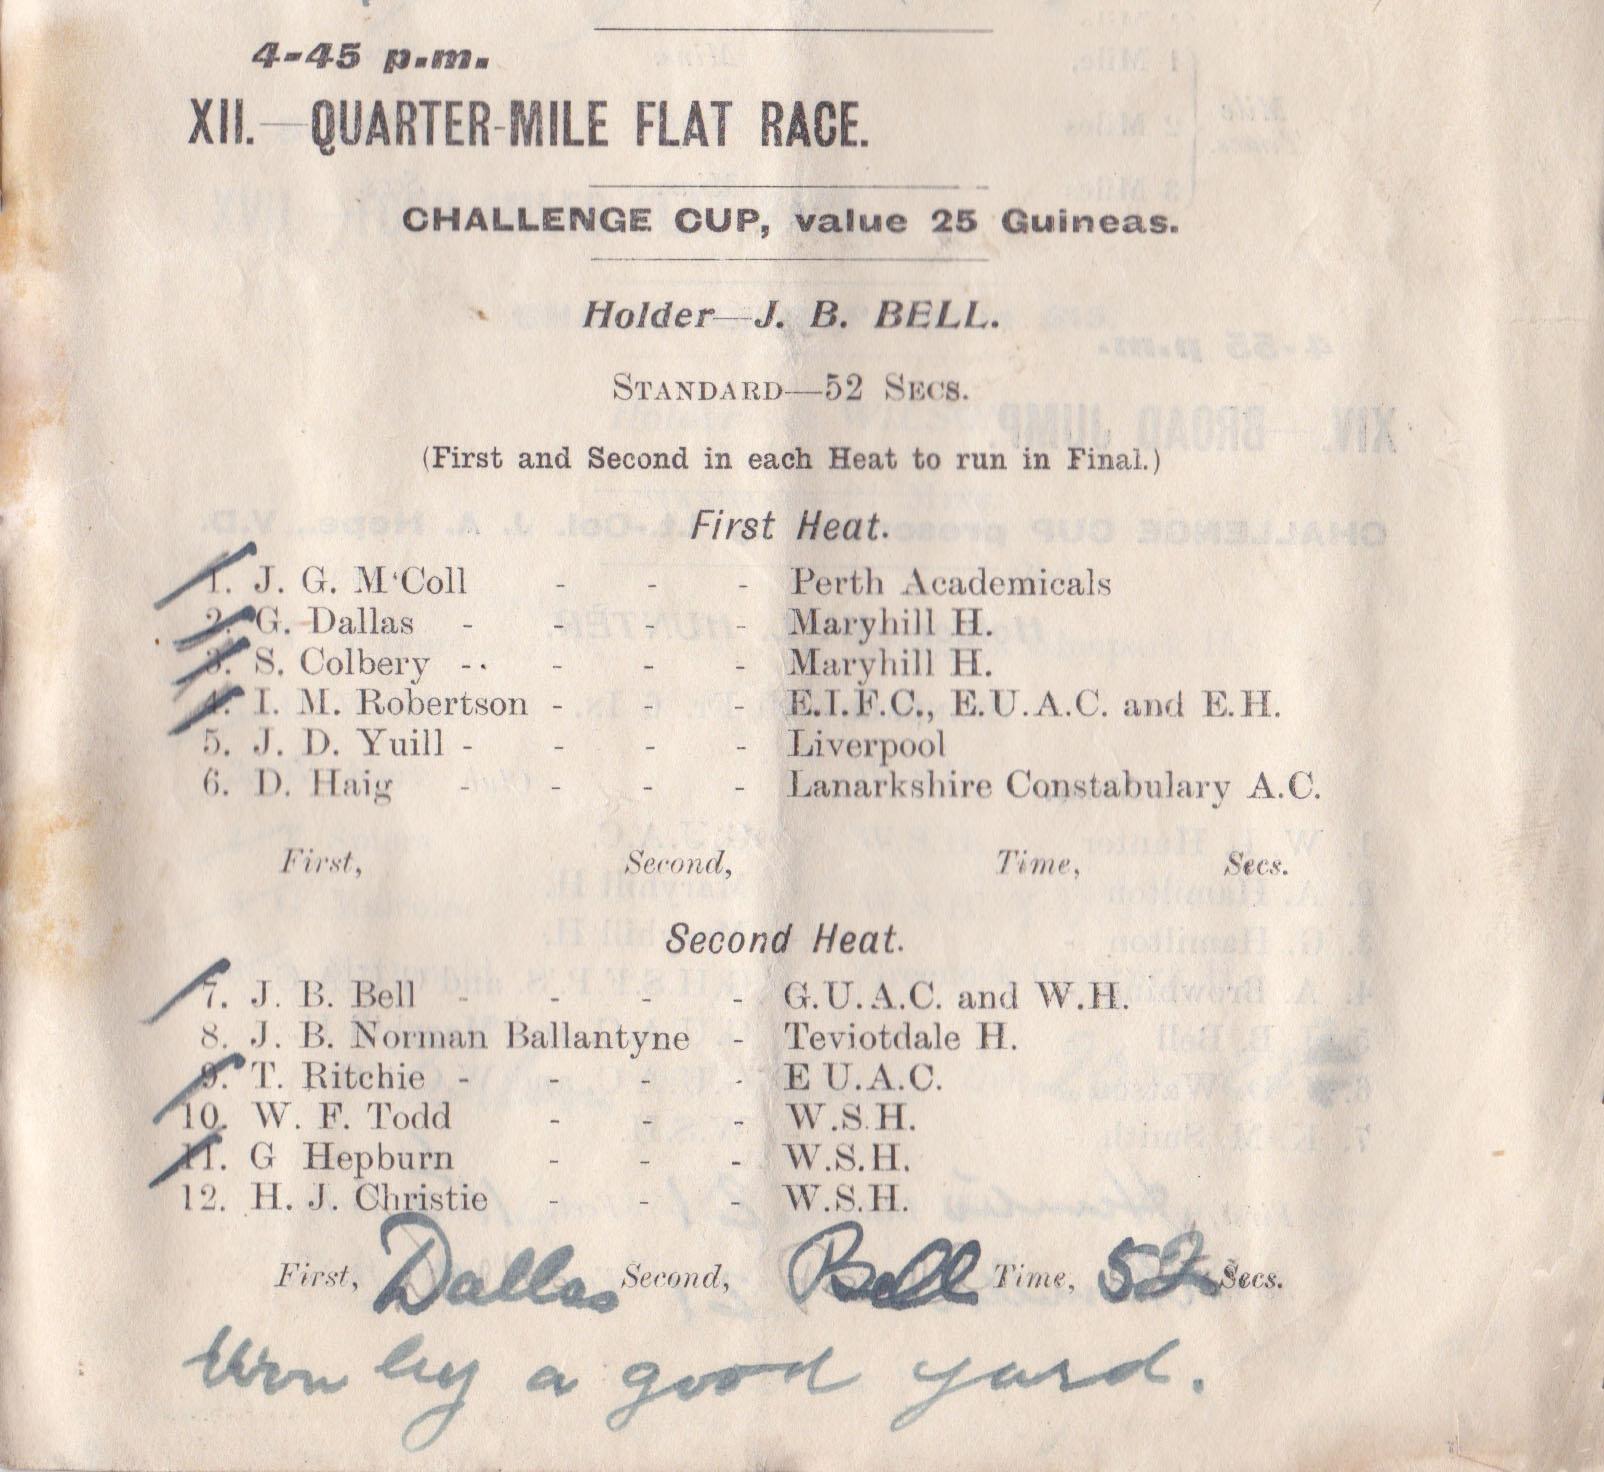 4-45 p.m.
XII.—QUARTER-MILE FLAT RACE.
CHALLENGE CUP, value 25 Guineas.
Holder—J. B. BELL.
STANDARD—52 SECS.
(First and Second in each Heat to run in Final.)
First Heat.
1. J. G. M‘Coll - - - Perth Academicals
2. G. Dallas - - - - Maryhill H.
3. S. Colbery - - - - Maryhill H.
4. I. M. Robertson - - - E.I.F.C., E.U.A.C. and E.H.
5. J. D. Yuill - - - - Liverpool
6. D. Haig - - - - Lanarkshire Constabulary A.C.
First, Second, Time, Secs.
Second Heat.
7. J. B. Bell - - - - G.U.A.C. and W.H.
8. J. B. Norman Ballantyne - Teviotdale H.
9. T. Ritchie - - - - E U.A.C.
10. W. F. Todd - - - W.S.H.
11. G Hepburn - - - W.S.H.
12. H. J. Christie - - - W.S.H.
First, Dallas Second, Bell Time, 52 Secs.
Won by a good yard.